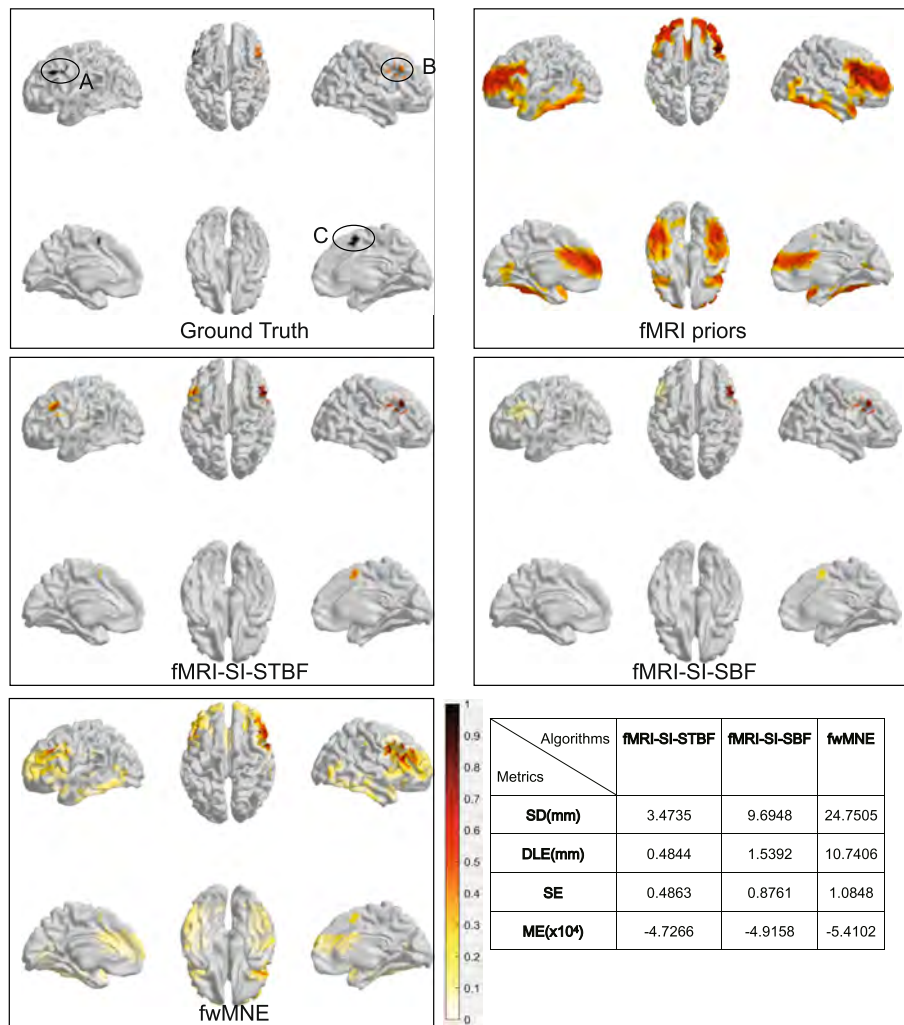 A
B
C
Ground Truth
fMRI priors
fMRI-SI-STBF
fMRI-SI-SBF
fwMNE
1
0.9
0.8
0.7
0.6
0.5
0.4
0.3
0.2
0.1
0
Algorithms fMRI-SI-STBF fMRI-SI-SBF fwMNE
Metrics
SD(mm) 3.4735 9.6948 24.7505
DLE(mm) 0.4844 1.5392 10.7406
SE 0.4863 0.8761 1.0848
ME(x10⁴) -4.7266 -4.9158 -5.4102